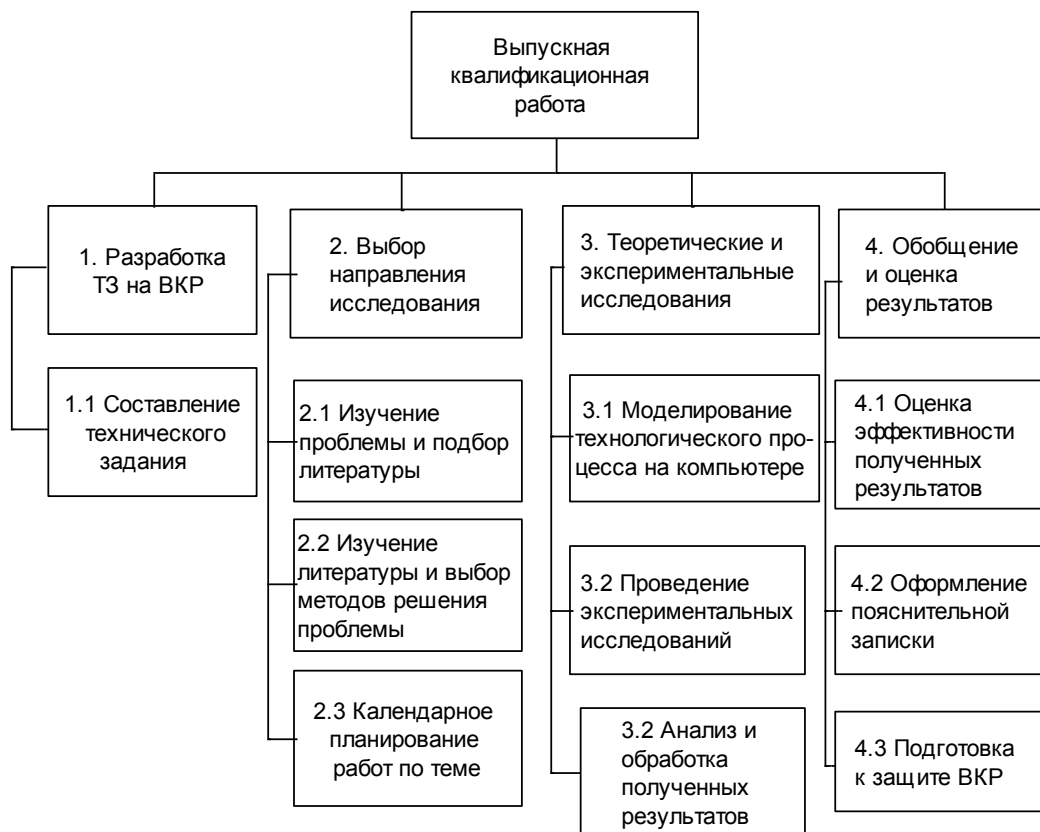 Выпускная
квалификационная
работа
1. Разработка
ТЗ на ВКР
1.1 Составление
технического
задания
2. Выбор
направления
исследования
2.1 Изучение
проблемы и подбор
литературы
2.2 Изучение
литературы и выбор
методов решения
проблемы
2.3 Календарное
планирование
работ по теме
3. Теоретические и
экспериментальные
исследования
3.1 Моделирование
технологического про-
цесса на компьютере
3.2 Проведение
экспериментальных
исследований
3.2 Анализ и
обработка
полученных
результатов
4. Обобщение
и оценка
результатов
4.1 Оценка
эффективности
полученных
результатов
4.2 Оформление
пояснительной
записки
4.3 Подготовка
к защите ВКР